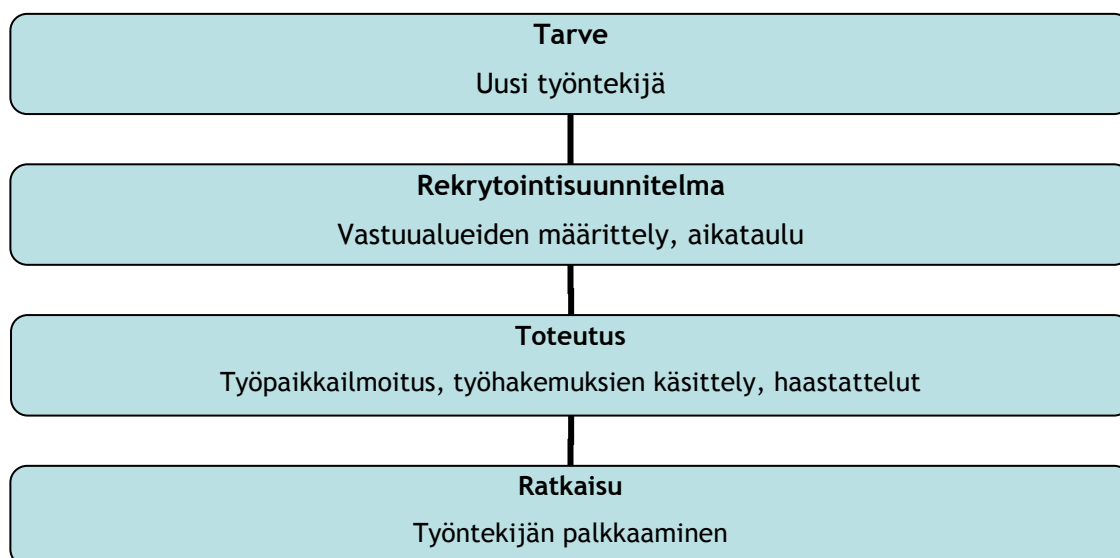 Tarve
Uusi työntekijä
Rekrytointisuunnitelma
Vastuualueiden määrittely, aikataulu
Toteutus
Työpaikkailmoitus, työhakemuksien käsittely, haastattelut
Ratkaisu
Työntekijän palkkaaminen